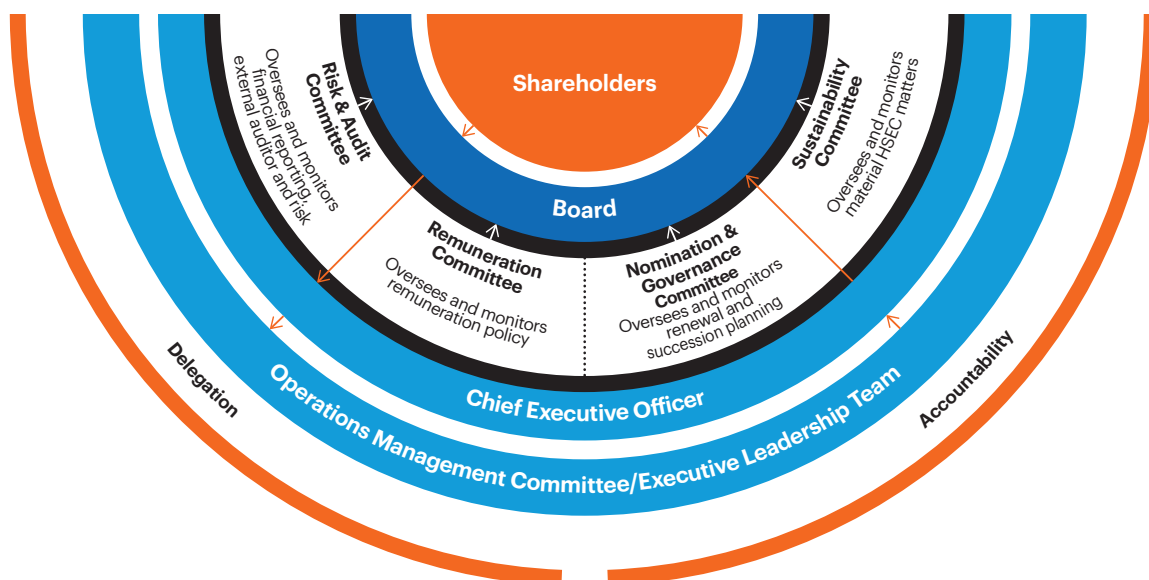 Shareholders
Board
Risk & Audit
Committee
Oversees and monitors
financial reporting,
external auditor and risk
Remuneration
Committee
Oversees and monitors
remuneration policy
Nomination &
Governance
Committee
Oversees and monitors
renewal and
succession planning
Sustainability
Committee
Oversees and monitors
material HSEC matters
Chief Executive Officer
Operations Management Committee/Executive Leadership Team
Delegation
Accountability